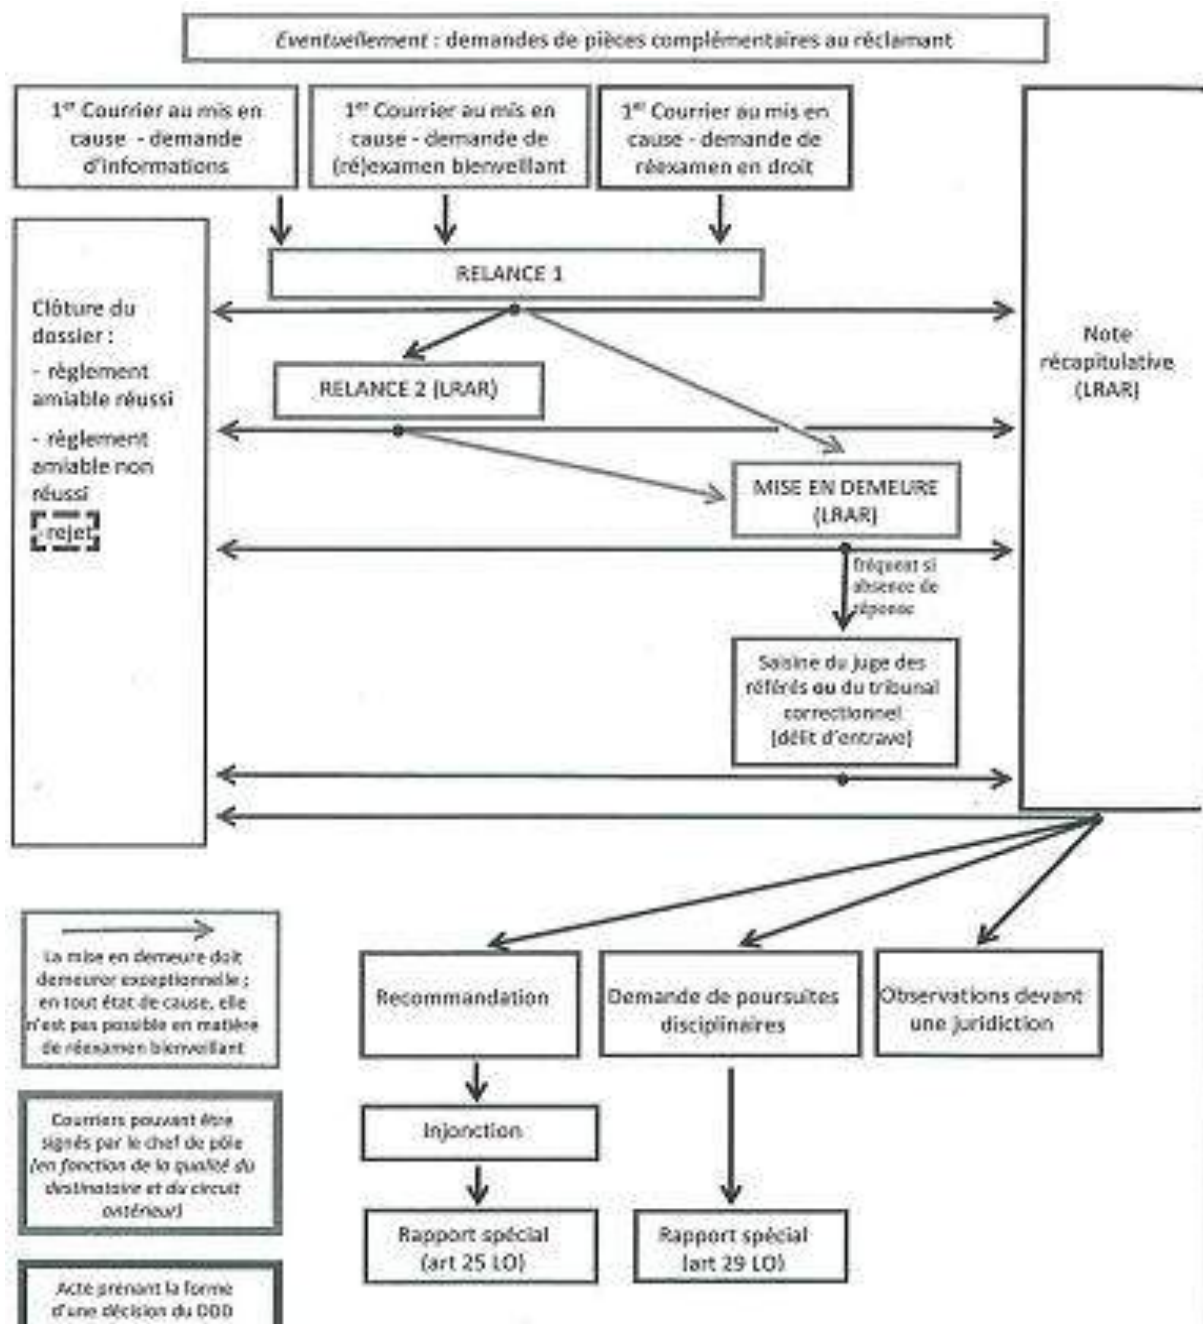 Eventuellement : demandes de pièces complémentaires au réclamant
1er Courrier au mis en
cause - demande
d'informations
1er Courrier au mis en
cause - demande de
(ré)examen bienveillant
1er Courrier au mis en
cause - demande de
réexamen en droit
RELANCE 1
Clôture du
dossier :
- règlement
amiable réussi
- règlement
amiable non
réussi
- rejet
Note
récapitulative
(LRAR)
RELANCE 2 (LRAR)
MISE EN DEMEURE
(LRAR)
fréquent si
absence de
réponse
Saisine du juge des
référés ou du tribunal
correctionnel
(délit d'entrave)
La mise en demeure doit
demeurer exceptionnelle ;
en tout état de cause, elle
n'est pas possible en matière
de réexamen bienveillant
Recommandation
Demande de poursuites
disciplinaires
Observations devant
une juridiction
Courriers pouvant être
signés par le chef de pôle
(en fonction de la qualité du
destinataire et du circuit
antérieur)
Injonction
Rapport spécial
(art 25 LO)
Rapport spécial
(art 29 LO)
Acte prenant la forme
d'une décision du DDD